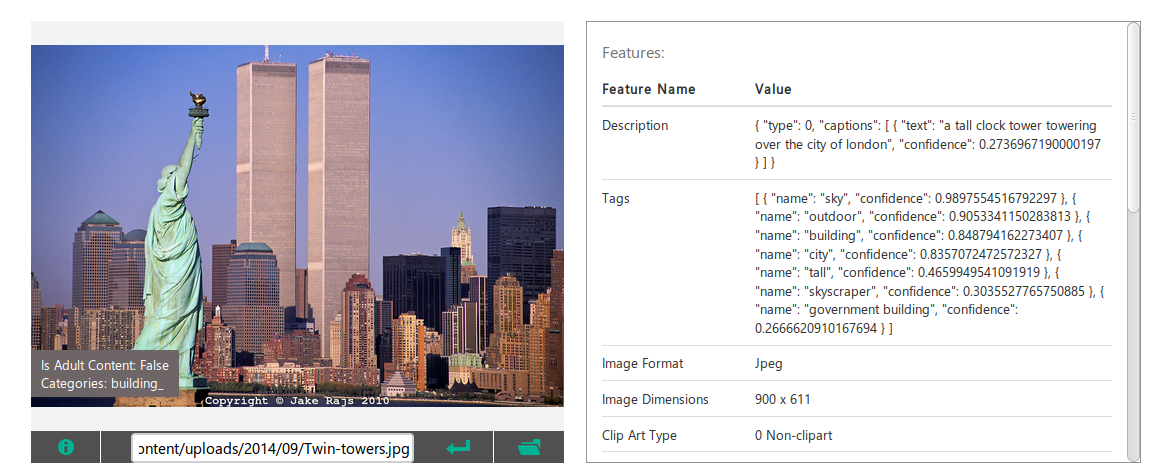 Is Adult Content: False
Categories: building_
Copyright © Jake Rajs 2010
ontent/uploads/2014/09/Twin-towers.jpg
Features:
Feature Name Value
Description { "type": 0, "captions": [ { "text": "a tall clock tower towering
over the city of london", "confidence": 0.2736967190000197
} ] }
Tags [ { "name": "sky", "confidence": 0.9897554516792297 }, {
"name": "outdoor", "confidence": 0.9053341150283813 }, {
"name": "building", "confidence": 0.848794162273407 }, {
"name": "city", "confidence": 0.8357072472572327 }, {
"name": "tall", "confidence": 0.4659949541091919 }, {
"name": "skyscraper", "confidence": 0.3035527765750885 }, {
"name": "government building", "confidence":
0.2666620910167694 } ]
Image Format Jpeg
Image Dimensions 900 x 611
Clip Art Type 0 Non-clipart